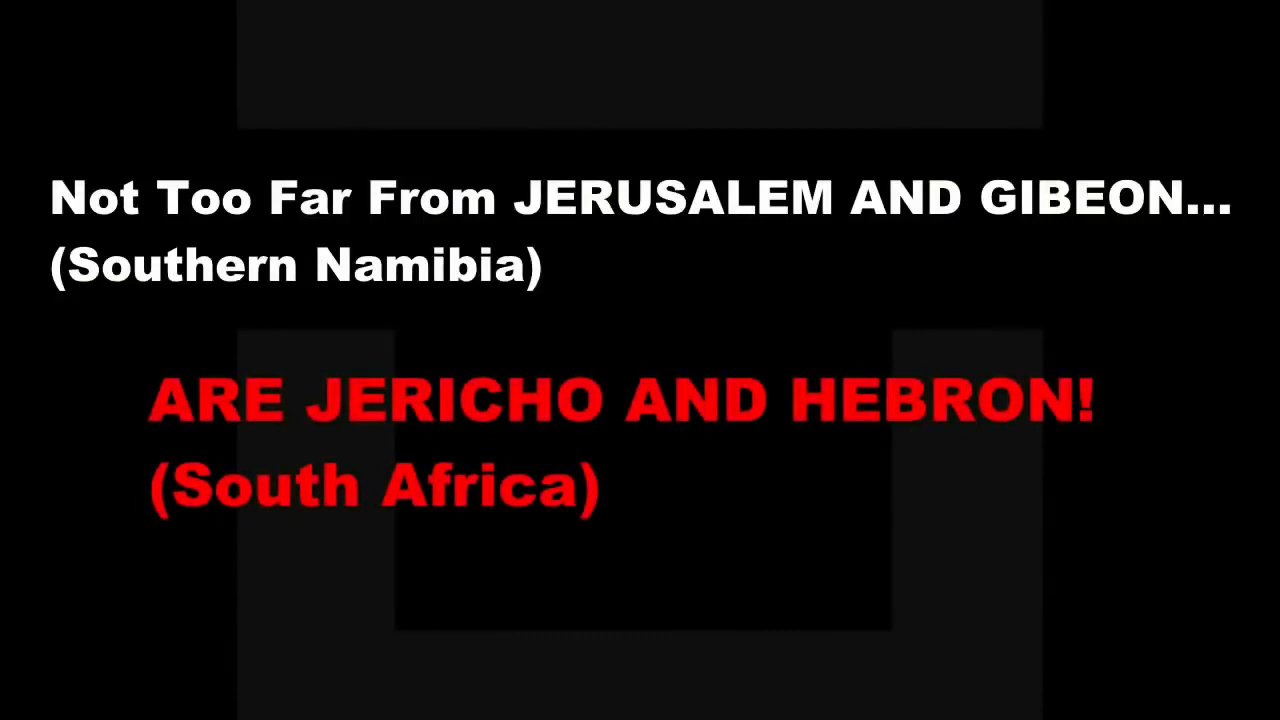 Not Too Far From JERUSALEM AND GIBEON...
(Southern Namibia)
ARE JERICHO AND HEBRON!
(South Africa)